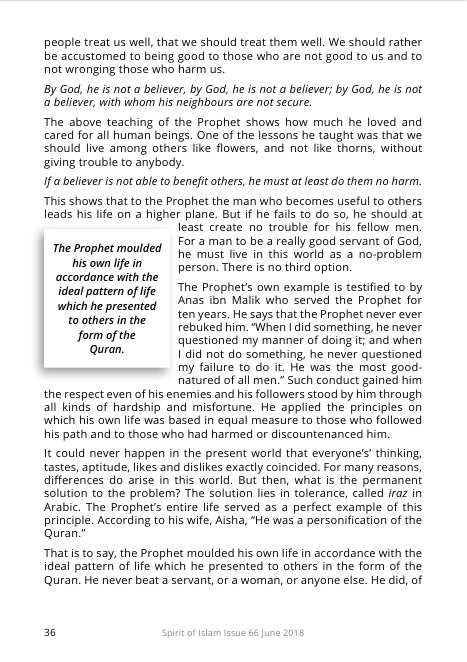 people treat us well, that we should treat them well. We should rather
be accustomed to being good to those who are not good to us and to
not wronging those who harm us.
By God, he is not a believer, by God, he is not a believer; by God, he is not
a believer, with whom his neighbours are not secure.
The above teaching of the Prophet shows how much he loved and
cared for all human beings. One of the lessons he taught was that we
should live among others like flowers, and not like thorns, without
giving trouble to anybody.
If a believer is not able to benefit others, he must at least do them no harm.
This shows that to the Prophet the man who becomes useful to others
leads his life on a higher plane. But if he fails to do so, he should at
least create no trouble for his fellow men.
For a man to be a really good servant of God,
he must live in this world as a no-problem
person. There is no third option.
The Prophet moulded
his own life in
accordance with the
ideal pattern of life
which he presented
to others in the
form of the
Quran.
The Prophet’s own example is testified to by
Anas ibn Malik who served the Prophet for
ten years. He says that the Prophet never ever
rebuked him. “When I did something, he never
questioned my manner of doing it; and when
I did not do something, he never questioned
my failure to do it. He was the most good-
natured of all men.” Such conduct gained him
the respect even of his enemies and his followers stood by him through
all kinds of hardship and misfortune. He applied the principles on
which his own life was based in equal measure to those who followed
his path and to those who had harmed or discountenanced him.
It could never happen in the present world that everyone’s’ thinking,
tastes, aptitude, likes and dislikes exactly coincided. For many reasons,
differences do arise in this world. But then, what is the permanent
solution to the problem? The solution lies in tolerance, called iraz in
Arabic. The Prophet’s entire life served as a perfect example of this
principle. According to his wife, Aisha, “He was a personification of the
Quran.”
That is to say, the Prophet moulded his own life in accordance with the
ideal pattern of life which he presented to others in the form of the
Quran. He never beat a servant, or a woman, or anyone else. He did, of
36
Spirit of Islam Issue 66 June 2018